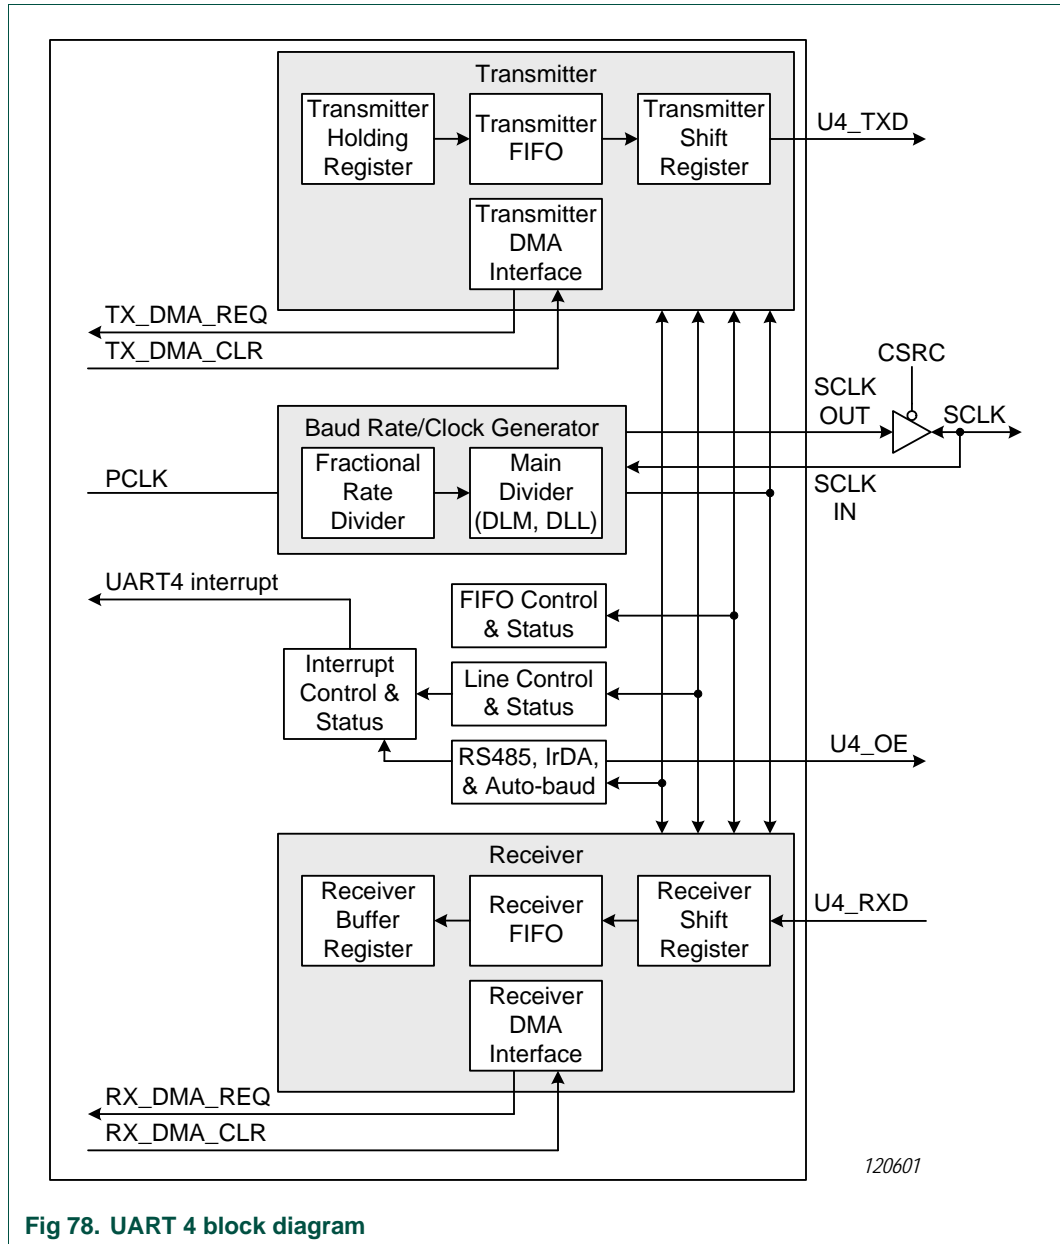 Transmitter
Transmitter
Holding
Register
Transmitter
FIFO
Transmitter
Shift
Register
U4_TXD
Transmitter
DMA
Interface
TX_DMA_REQ
TX_DMA_CLR
CSRC
SCLK
OUT
SCLK
Baud Rate/Clock Generator
Fractional
Rate
Divider
Main
Divider
(DLM, DLL)
PCLK
SCLK
IN
UART4 interrupt
FIFO Control
& Status
Interrupt
Control &
Status
Line Control
& Status
RS485, IrDA,
& Auto-baud
U4_OE
Receiver
Receiver
Buffer
Register
Receiver
FIFO
Receiver
Shift
Register
U4_RXD
Receiver
DMA
Interface
RX_DMA_REQ
RX_DMA_CLR
120601
Fig 78. UART 4 block diagram